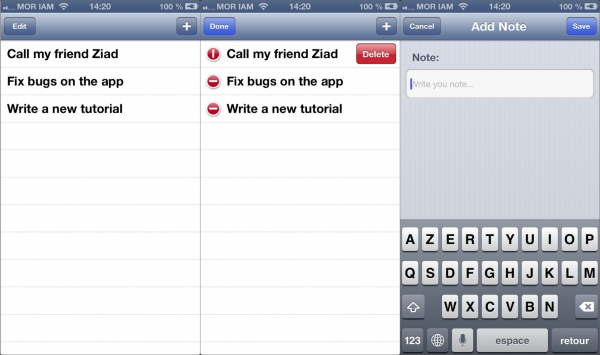 ... MOR IAM 14:20 100 %
Edit +
Call my friend Ziad
Fix bugs on the app
Write a new tutorial
... MOR IAM 14:20 100 %
Done +
Call my friend Ziad Delete
Fix bugs on the app
Write a new tutorial
... MOR IAM 14:20 100 %
Cancel Add Note Save
Note:
Write you note...
A Z E R T Y U I O P
Q S D F G H J K L M
W X C V B N
123 espace retour